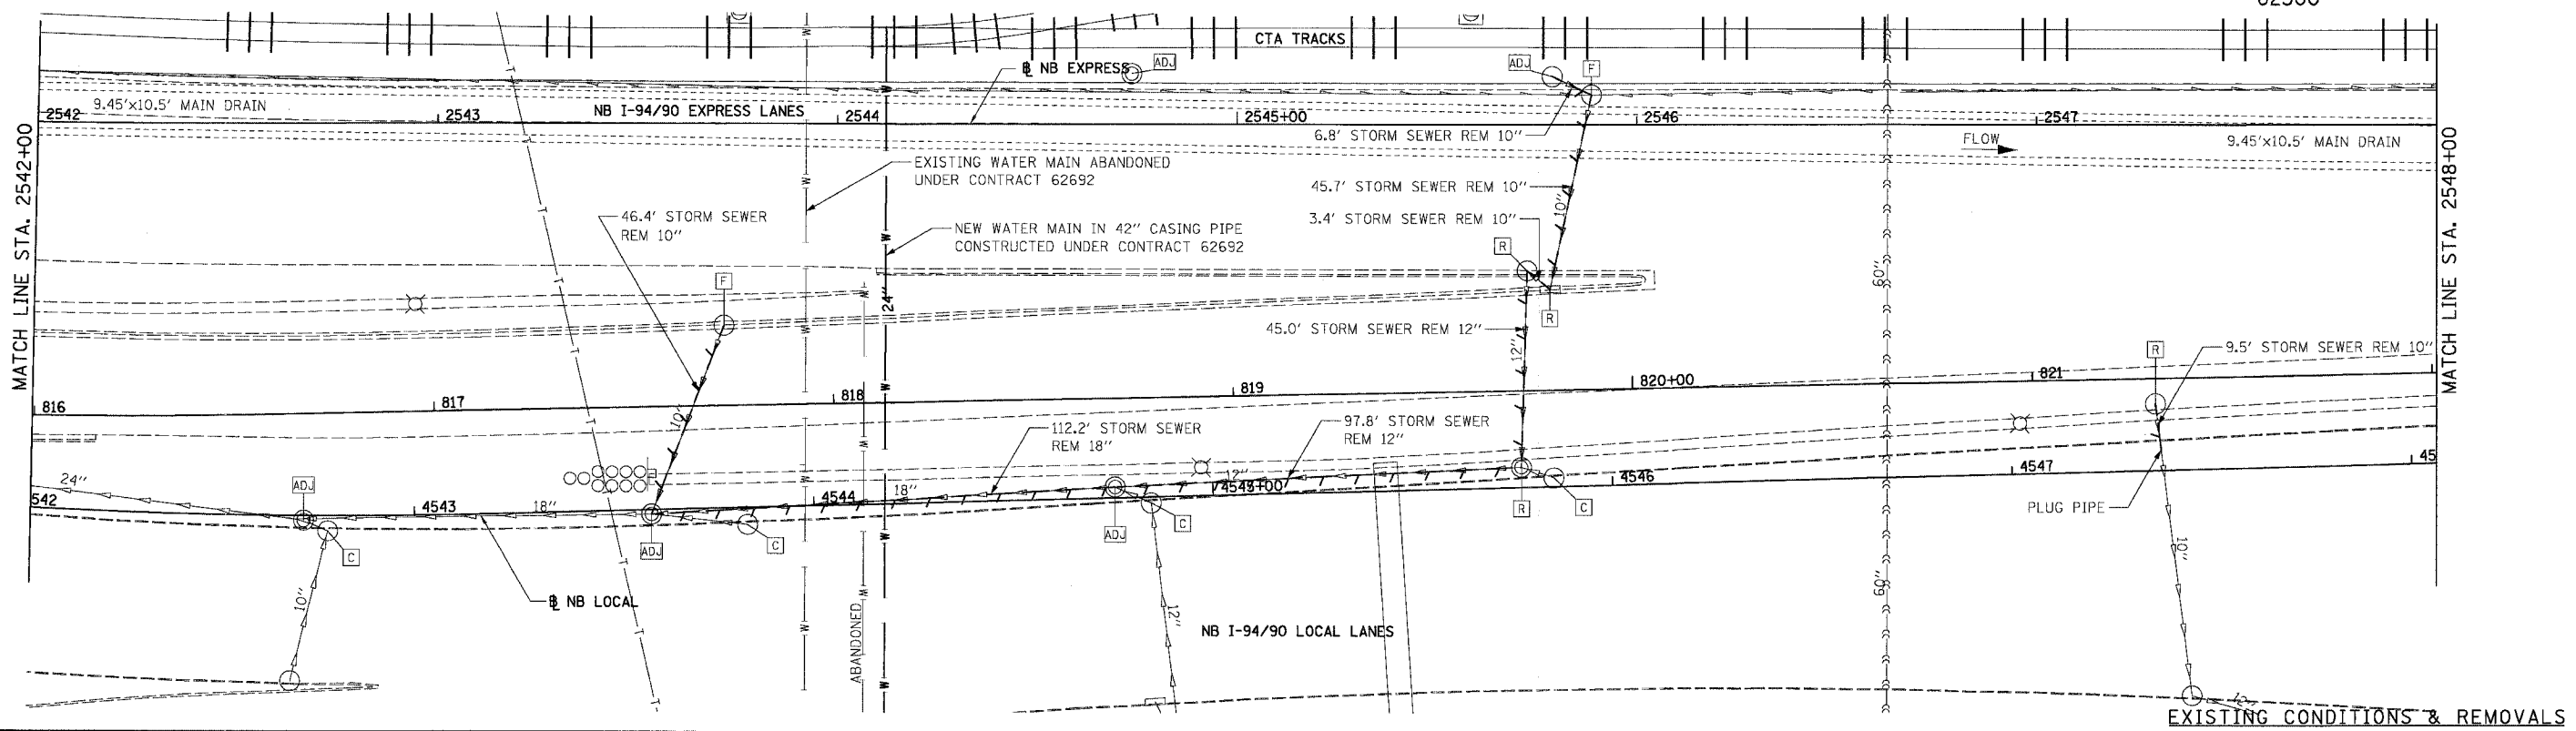 CTA TRACKS
ADJ
ADJ
F
℄ NB EXPRESS
9.45'x10.5' MAIN DRAIN
NB I-94/90 EXPRESS LANES
2542
2543
2544
2545+00
2546
2547
6.8' STORM SEWER REM 10"
FLOW
9.45'x10.5' MAIN DRAIN
MATCH LINE STA. 2542+00
MATCH LINE STA. 2548+00
EXISTING WATER MAIN ABANDONED
UNDER CONTRACT 62692
45.7' STORM SEWER REM 10"
10"
3.4' STORM SEWER REM 10"
46.4' STORM SEWER
REM 10"
NEW WATER MAIN IN 42" CASING PIPE
CONSTRUCTED UNDER CONTRACT 62692
R
F
24"
60"
R
45.0' STORM SEWER REM 12"
12"
R
9.5' STORM SEWER REM 10"
816
817
818
819
820+00
821
10"
112.2' STORM SEWER
REM 18"
97.8' STORM SEWER
REM 12"
24"
ADJ
542
4543
18"
4544
18"
12"
4545+00
4546
4547
45
C
ADJ
C
ADJ
C
R
C
PLUG PIPE
10"
℄ NB LOCAL
10"
ABANDONED
12"
NB I-94/90 LOCAL LANES
60"
12"
EXISTING CONDITIONS & REMOVALS